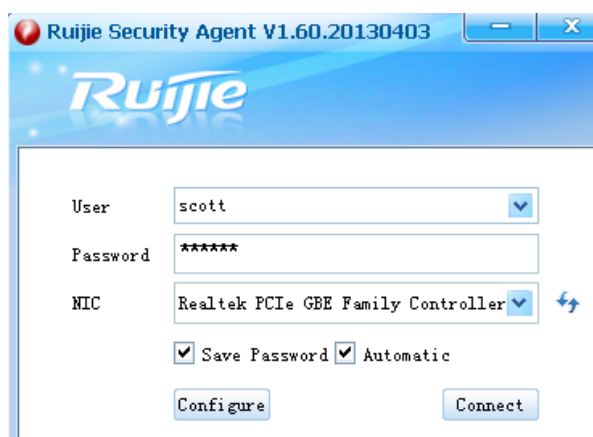 Ruijie Security Agent V1.60.20130403
Ruijie
User scott
Password ******
NIC Realtek PCIe GBE Family Controller
Save Password Automatic
Configure Connect